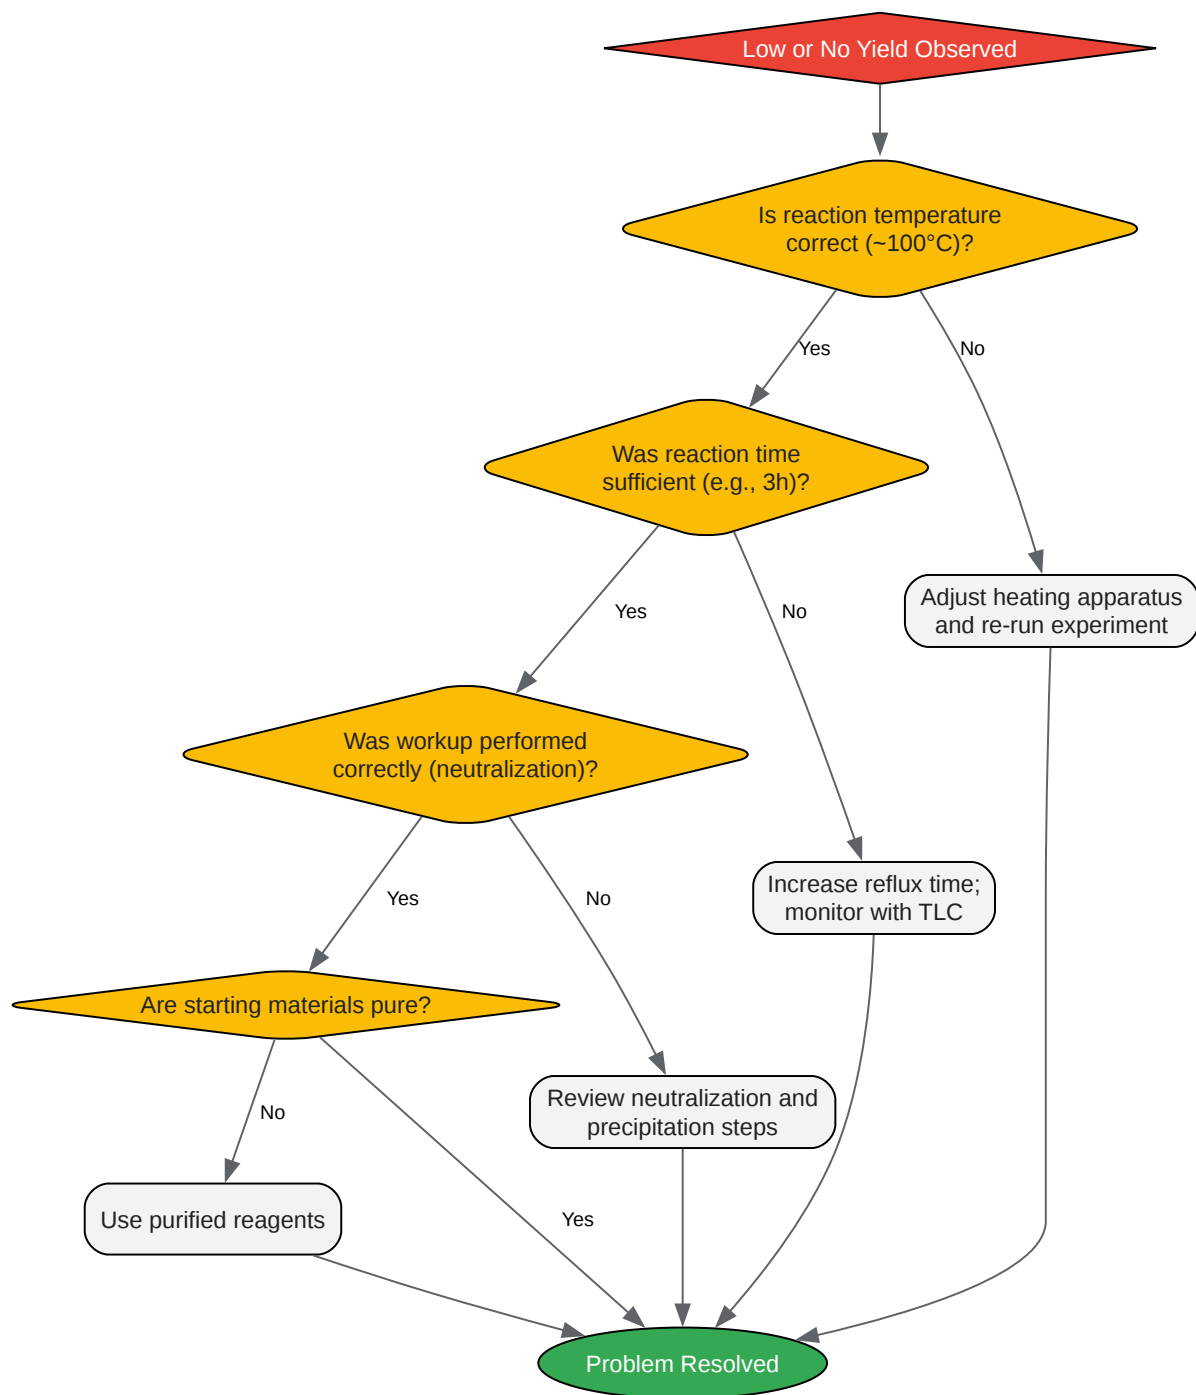 Low or No Yield Observed
Is reaction temperature
correct (~100°C)?
Yes
No
Was reaction time
sufficient (e.g., 3h)?
Adjust heating apparatus
and re-run experiment
Yes
No
Was workup performed
correctly (neutralization)?
Increase reflux time;
monitor with TLC
Yes
No
Are starting materials pure?
Review neutralization and
precipitation steps
No
Yes
Use purified reagents
Problem Resolved